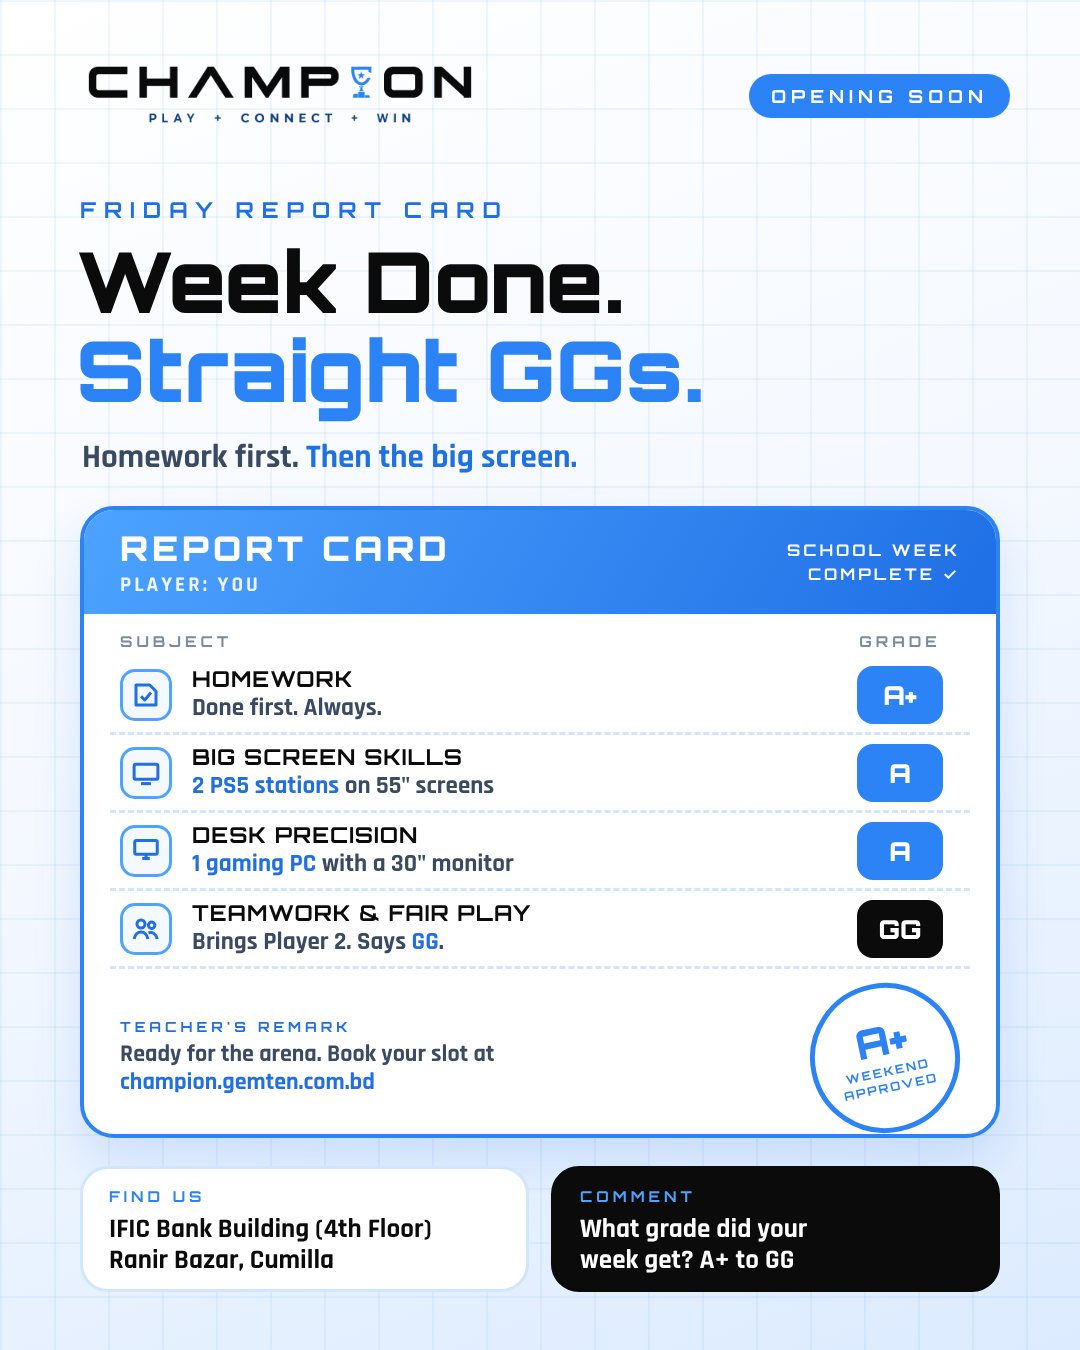 CHAMPION
PLAY + CONNECT + WIN
OPENING SOON
FRIDAY REPORT CARD
Week Done.
Straight GGs.
Homework first. Then the big screen.
REPORT CARD
PLAYER: YOU
SCHOOL WEEK
COMPLETE ✓
SUBJECT
GRADE
HOMEWORK
Done first. Always.
A+
BIG SCREEN SKILLS
2 PS5 stations on 55" screens
A
DESK PRECISION
1 gaming PC with a 30" monitor
A
TEAMWORK & FAIR PLAY
Brings Player 2. Says GG.
GG
TEACHER'S REMARK
Ready for the arena. Book your slot at
champion.gemten.com.bd
A+
WEEKEND
APPROVED
FIND US
IFIC Bank Building (4th Floor)
Ranir Bazar, Cumilla
COMMENT
What grade did your
week get? A+ to GG